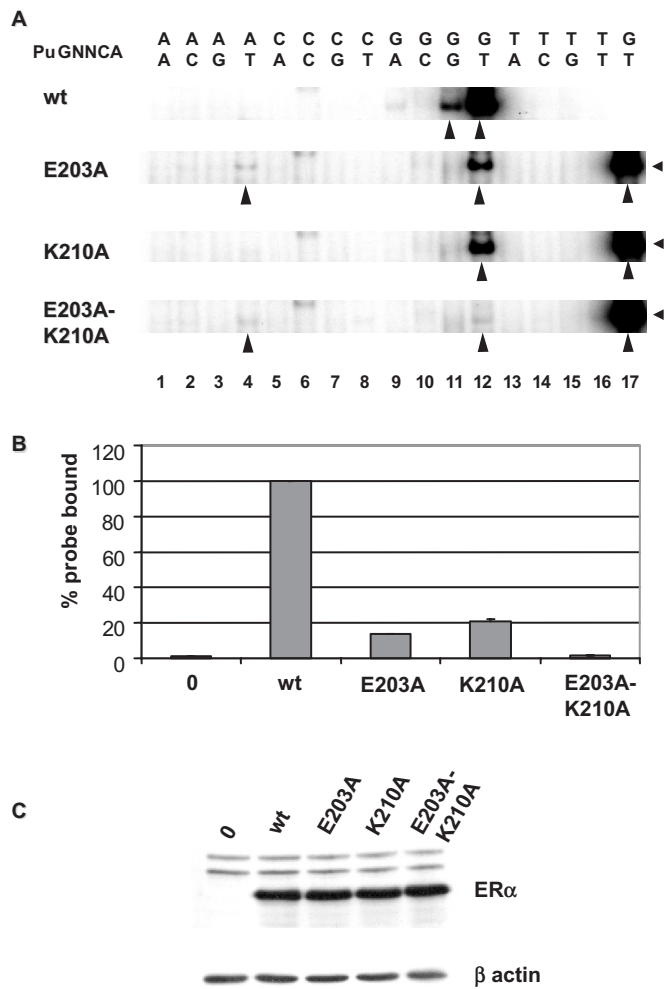 A
A A A A C C C C G G G G T T T T G
PuGNNCA
A C G T A C G T A C G T A C G T T
wt
E203A
K210A
E203A-
K210A
1 2 3 4 5 6 7 8 9 10 11 12 13 14 15 16 17
B
% probe bound
120
100
80
60
40
20
0
0 wt E203A K210A E203A-
K210A
C
0 wt E203A K210A E203A-
K210A
ERα
β actin